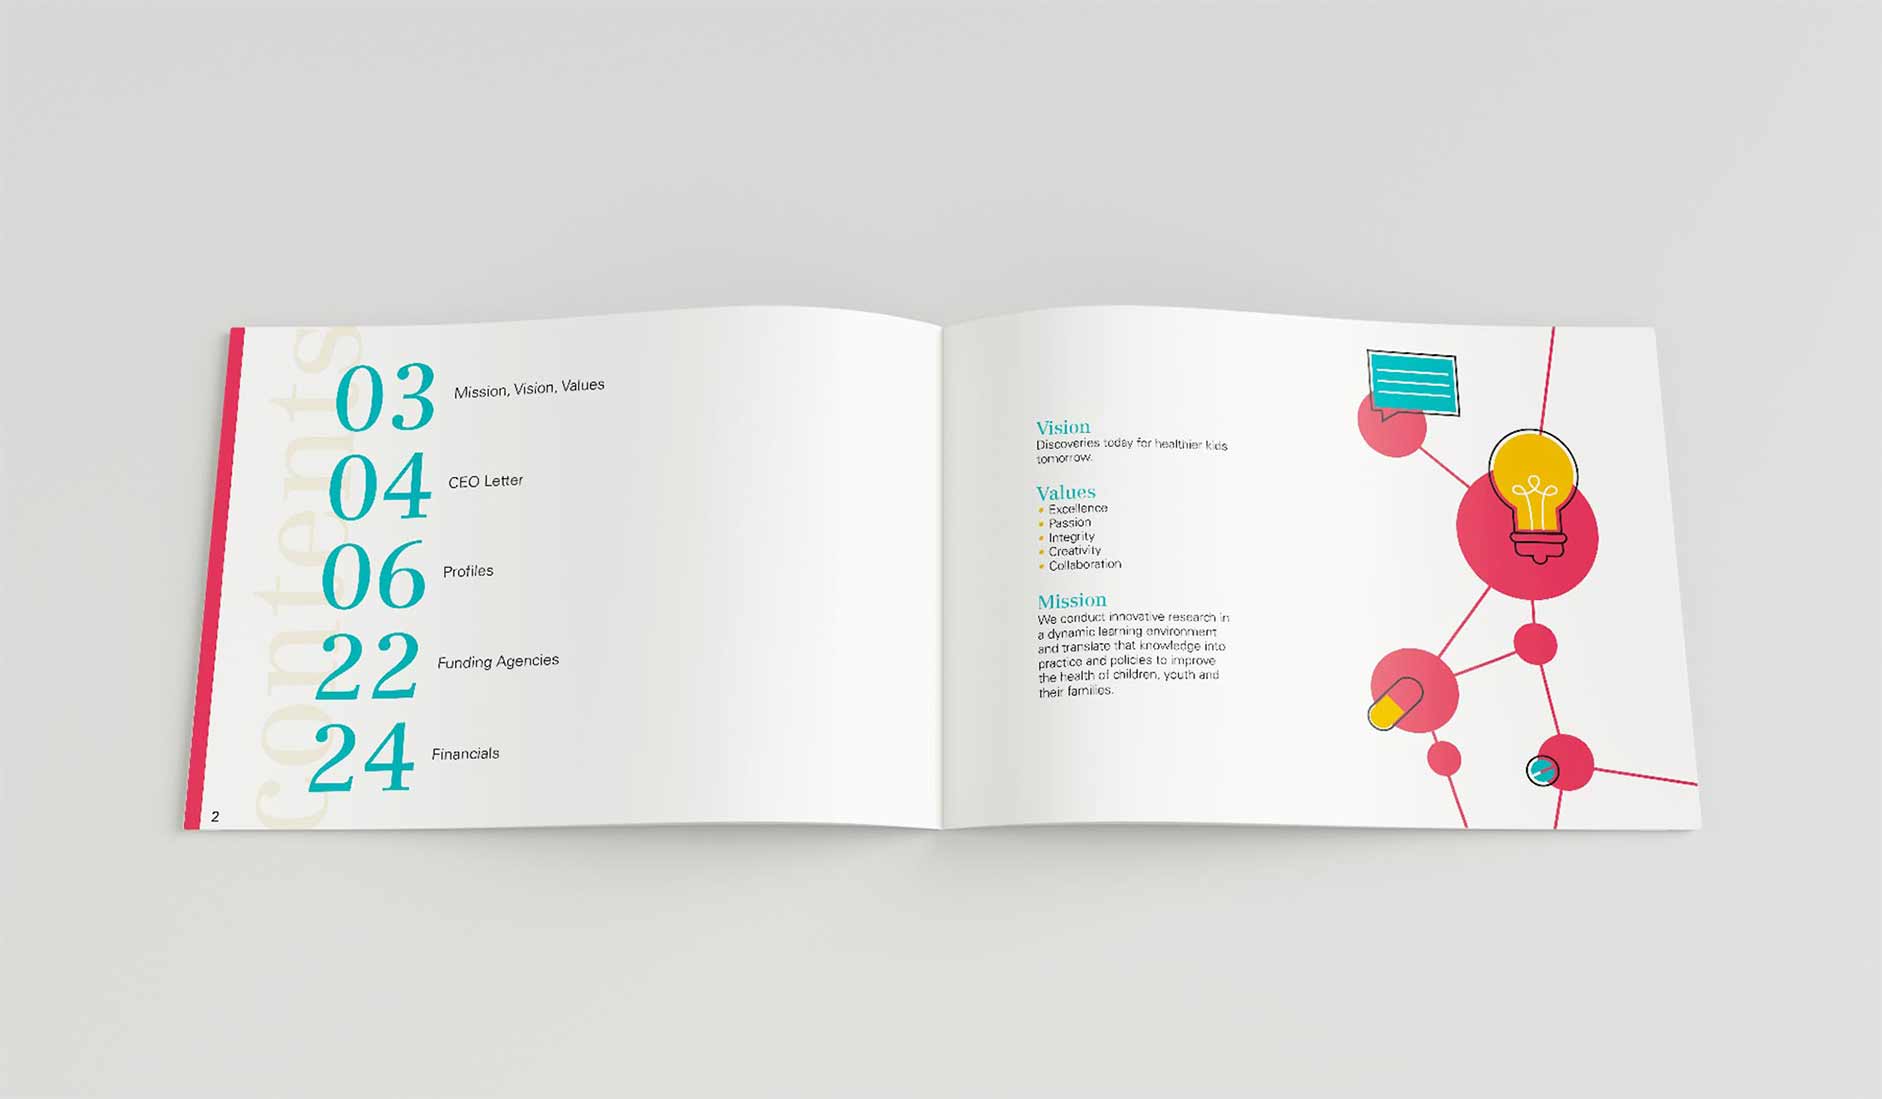 contents
03 Mission, Vision, Values
04 CEO Letter
06 Profiles
22 Funding Agencies
24 Financials
2
Vision
Discoveries today for healthier kids
tomorrow.
Values
• Excellence
• Passion
• Integrity
• Creativity
• Collaboration
Mission
We conduct innovative research in
a dynamic learning environment
and translate that knowledge into
practice and policies to improve
the health of children, youth and
their families.